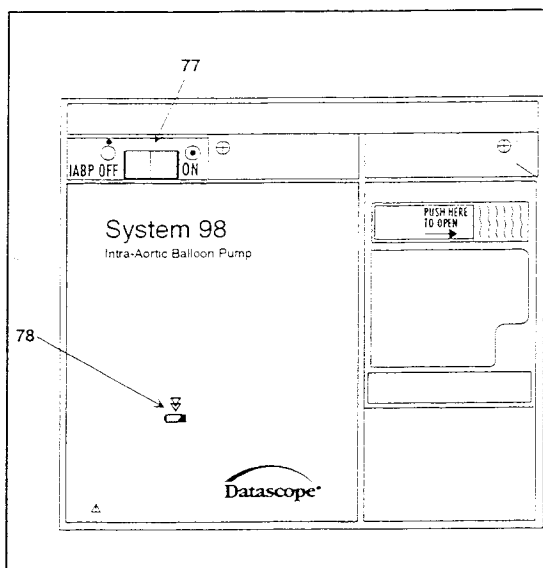 77
IABP OFF ON
PUSH HERE
TO OPEN
System 98
Intra-Aortic Balloon Pump
78
Datascope